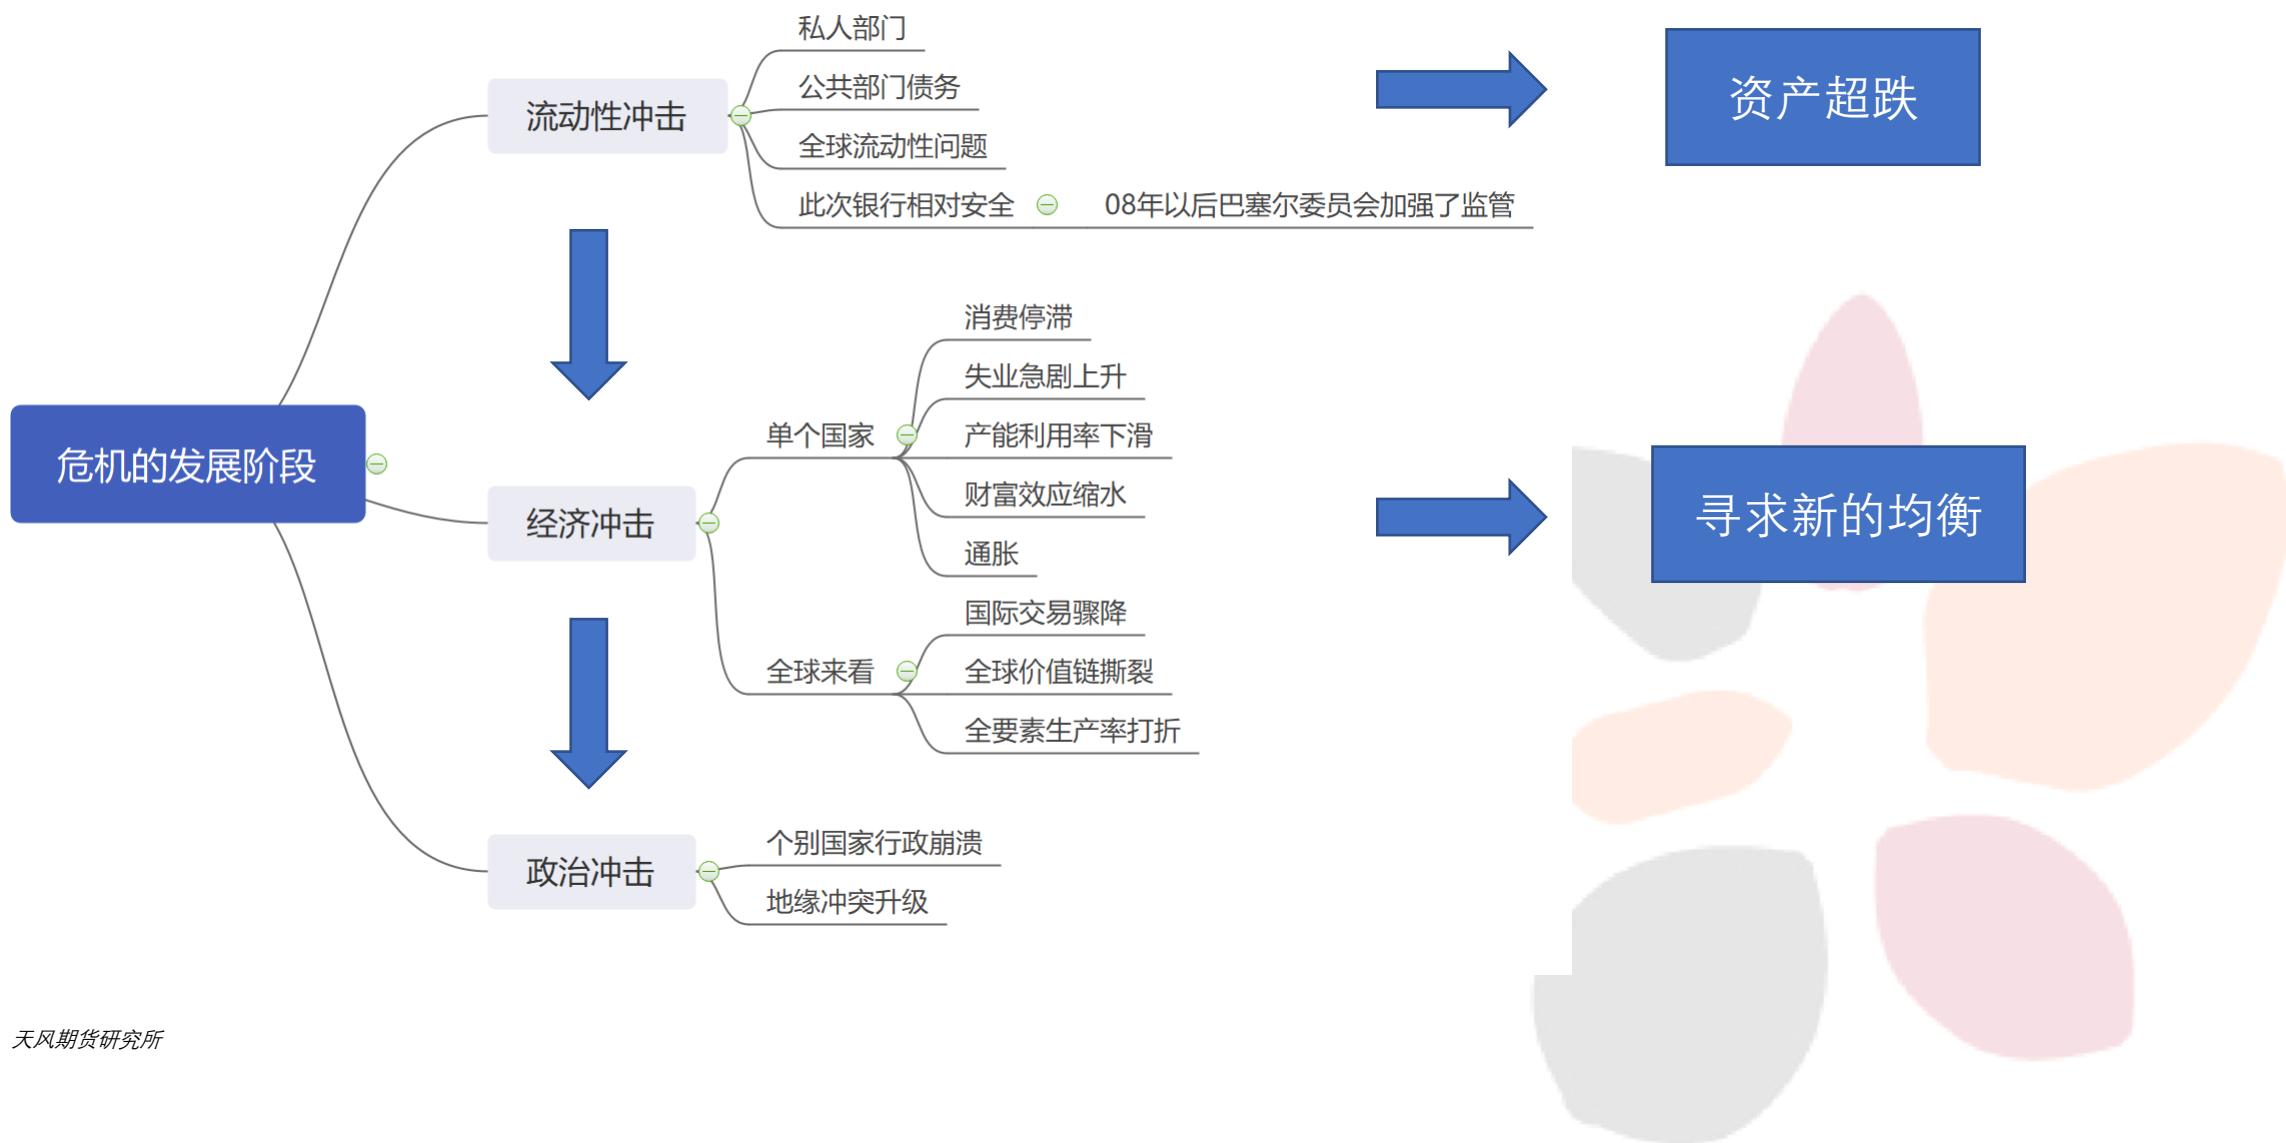 私人部门
公共部门债务
流动性冲击
全球流动性问题
此次银行相对安全
08年以后巴塞尔委员会加强了监管
资产超跌
危机的发展阶段
消费停滞
失业急剧上升
单个国家
产能利用率下滑
财富效应缩水
通胀
经济冲击
寻求新的均衡
国际交易骤降
全球来看
全球价值链撕裂
全要素生产率打折
个别国家行政崩溃
政治冲击
地缘冲突升级
天风期货研究所